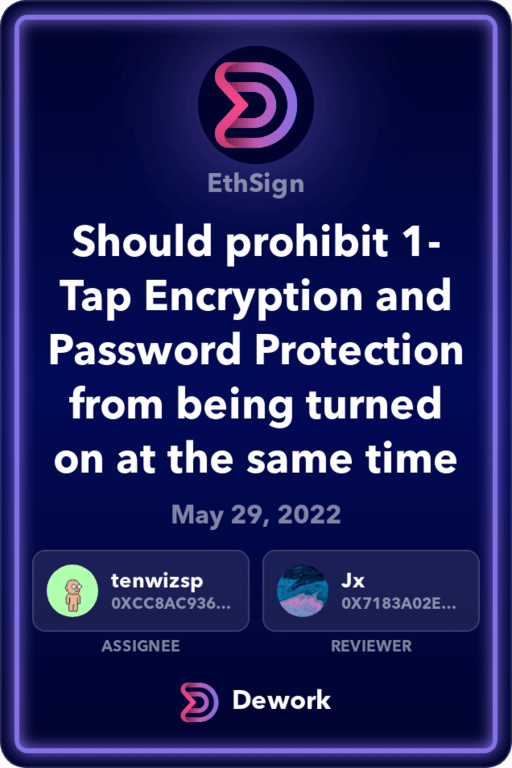 EthSign
Should prohibit 1-
Tap Encryption and
Password Protection
from being turned
on at the same time
May 29, 2022
tenwizsp
0XCC8AC936...
ASSIGNEE
Jx
0X7183A02E...
REVIEWER
Dework